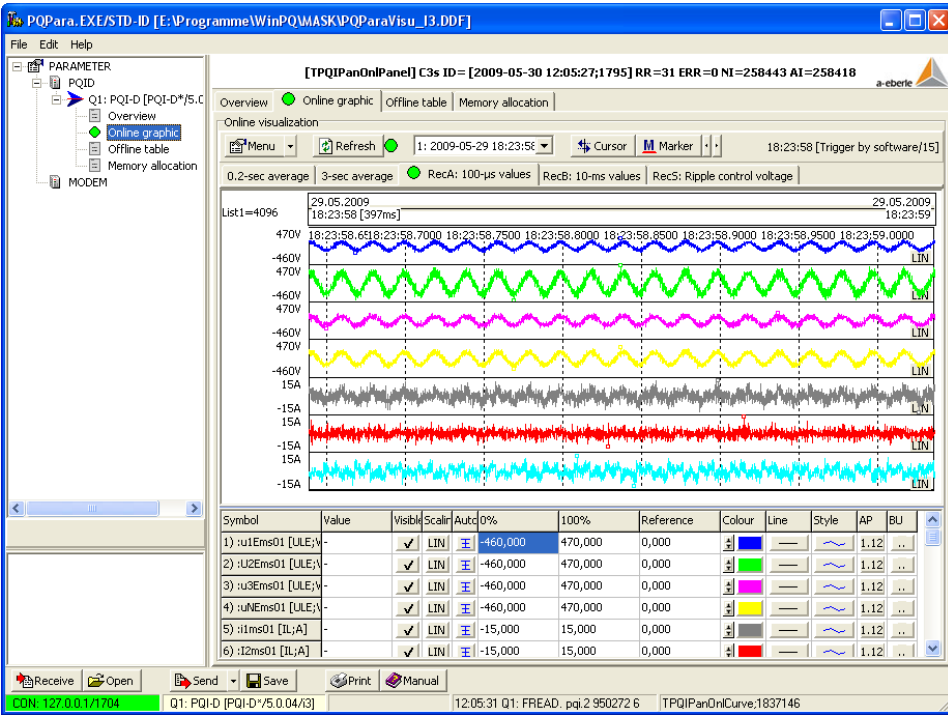 PQPara.EXE/STD-ID [E:\Programme\WinPQ\MASK\PQParaVisu_I3.DDF]
File Edit Help
PARAMETER
PQID
Q1: PQI-D [PQI-D*/5.0
Overview
Online graphic
Offline table
Memory allocation
MODEM
[TPQIPanOnlPanel] C3s ID= [2009-05-30 12:05:27;1795] RR=31 ERR=0 NI=258443 AI=258418
a-eberle
Overview Online graphic Offline table Memory allocation
Online visualization
Menu Refresh 1: 2009-05-29 18:23:58 Cursor M Marker 18:23:58 [Trigger by software/15]
0.2-sec average 3-sec average RecA: 100-µs values RecB: 10-ms values RecS: Ripple control voltage
List1=4096
29.05.2009 29.05.2009
18:23:58 [397ms] 18:23:59
470V 18:23:58.65 18:23:58.7000 18:23:58.7500 18:23:58.8000 18:23:58.8500 18:23:58.9000 18:23:58.9500 18:23:59.0000
-460V LIN
470V
-460V LIN
470V
-460V LIN
470V
-460V LIN
15A
-15A LIN
15A
-15A LIN
15A
-15A LIN
Symbol Value Visible Scalin Autc 0% 100% Reference Colour Line Style AP BU
1) :u1Ems01 [ULE;V - LIN -460,000 470,000 0,000 1.12 ..
2) :U2Ems01 [ULE;\ - LIN -460,000 470,000 0,000 1.12 ..
3) :u3Ems01 [ULE;\ - LIN -460,000 470,000 0,000 1.12 ..
4) :uNEms01 [ULE;\ - LIN -460,000 470,000 0,000 1.12 ..
5) :i1ms01 [IL;A] - LIN -15,000 15,000 0,000 1.12 ..
6) :I2ms01 [IL;A] - LIN -15,000 15,000 0,000 1.12 ..
Receive Open Send Save Print Manual
CON: 127.0.0.1/1704 Q1: PQI-D [PQI-D*/5.0.04/i3] 12:05:31 Q1: FREAD. pqi.2 950272 6 TPQIPanOnlCurve;1837146